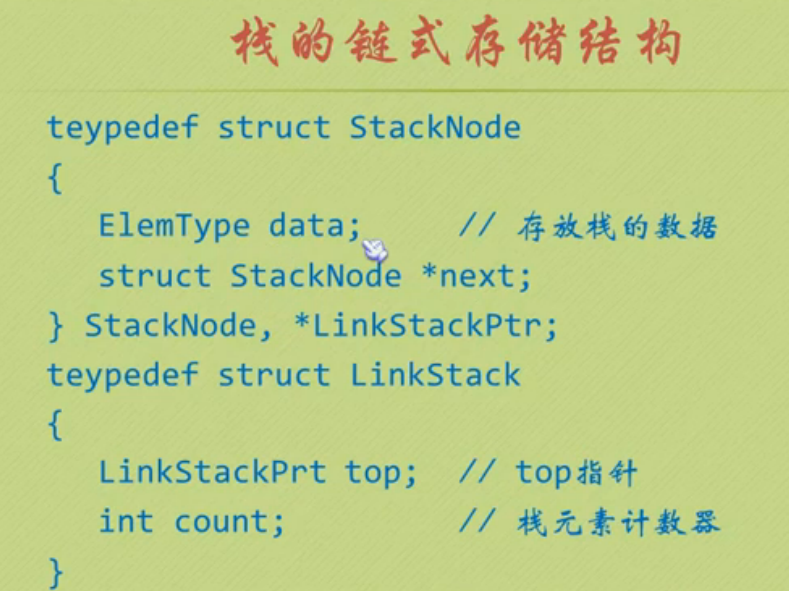 栈的链式存储结构
teypedef struct StackNode
{
ElemType data; // 存放栈的数据
struct StackNode *next;
} StackNode, *LinkStackPtr;
teypedef struct LinkStack
{
LinkStackPrt top; // top指针
int count; // 栈元素计数器
}